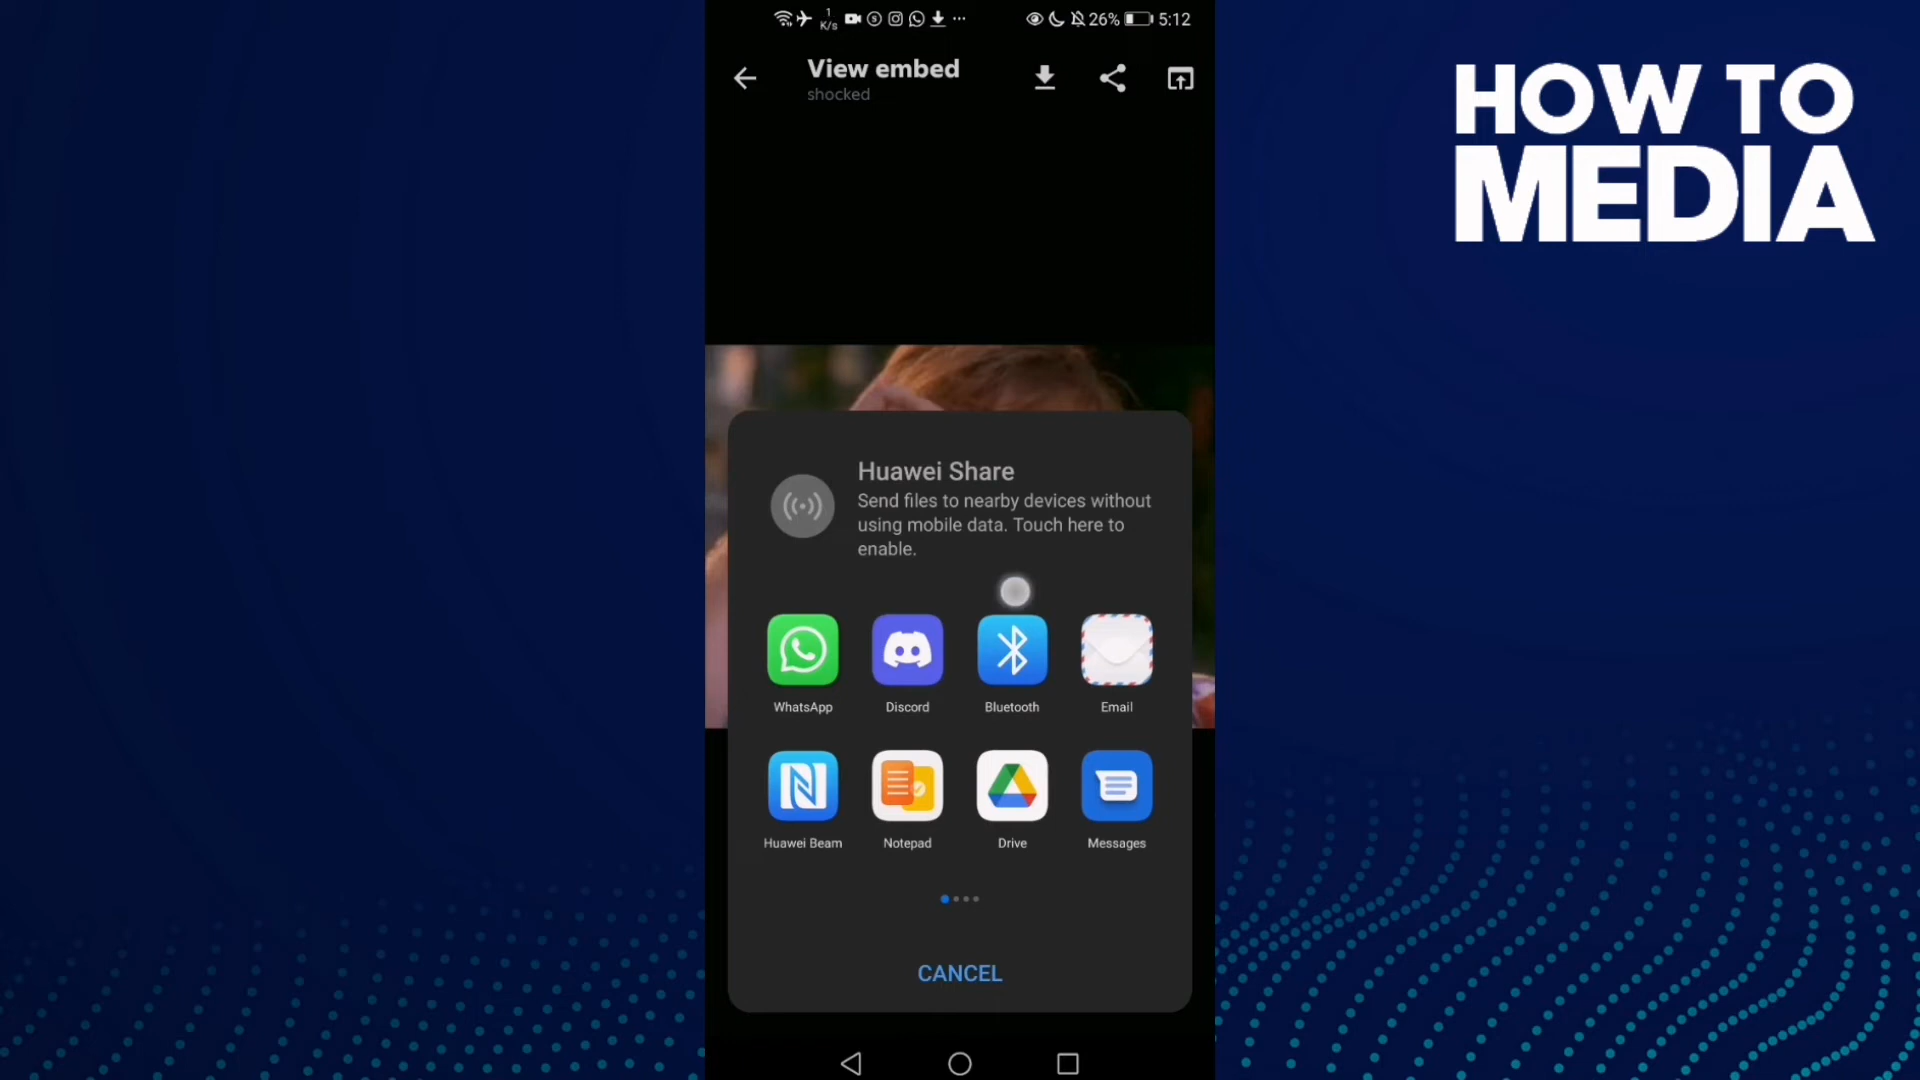 1
K/s
26%
5:12
View embed
shocked
HOW TO
MEDIA
Huawei Share
Send files to nearby devices without
using mobile data. Touch here to
enable.
WhatsApp
Discord
Bluetooth
Email
Huawei Beam
Notepad
Drive
Messages
CANCEL